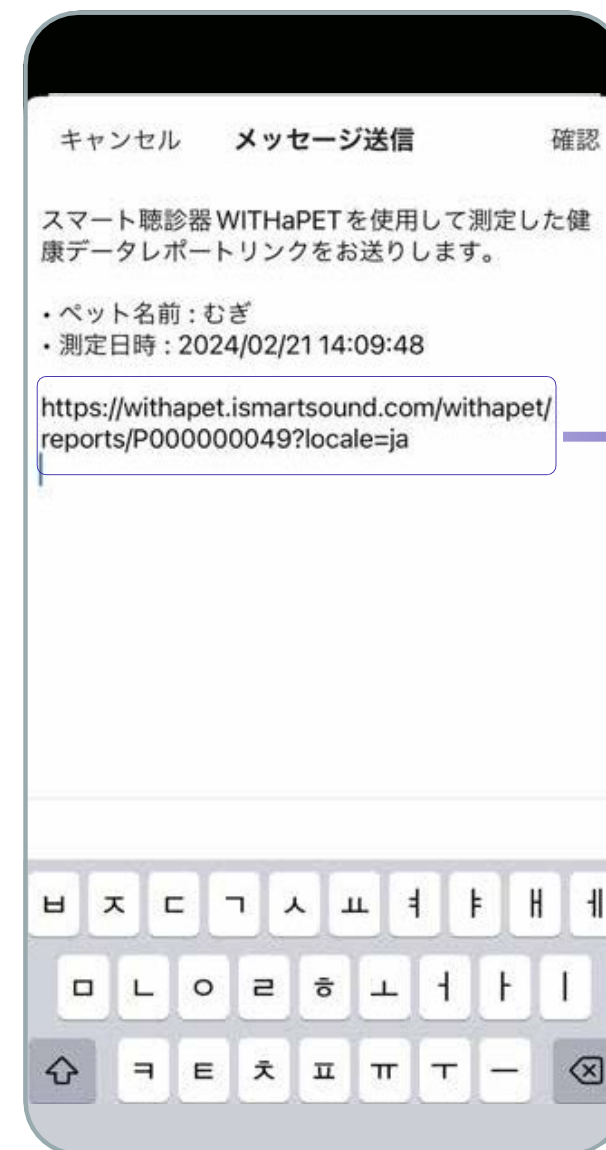 キャンセル メッセージ送信 確認
スマート聴診器 WITHaPET を使用して測定した健
康データレポートリンクをお送りします。
・ペット名前 : むぎ
・測定日時 : 2024/02/21 14:09:48
https://withapet.ismartsound.com/withapet/
reports/P000000049?locale=ja
ㅂ ㅈ ㄷ ㄱ ㅅ ㅛ ㅕ ㅑ ㅐ ㅔ
ㅁ ㄴ ㅇ ㄹ ㅎ ㅗ ㅓ ㅏ ㅣ
ㅋ ㅌ ㅊ ㅍ ㅠ ㅜ ㅡ